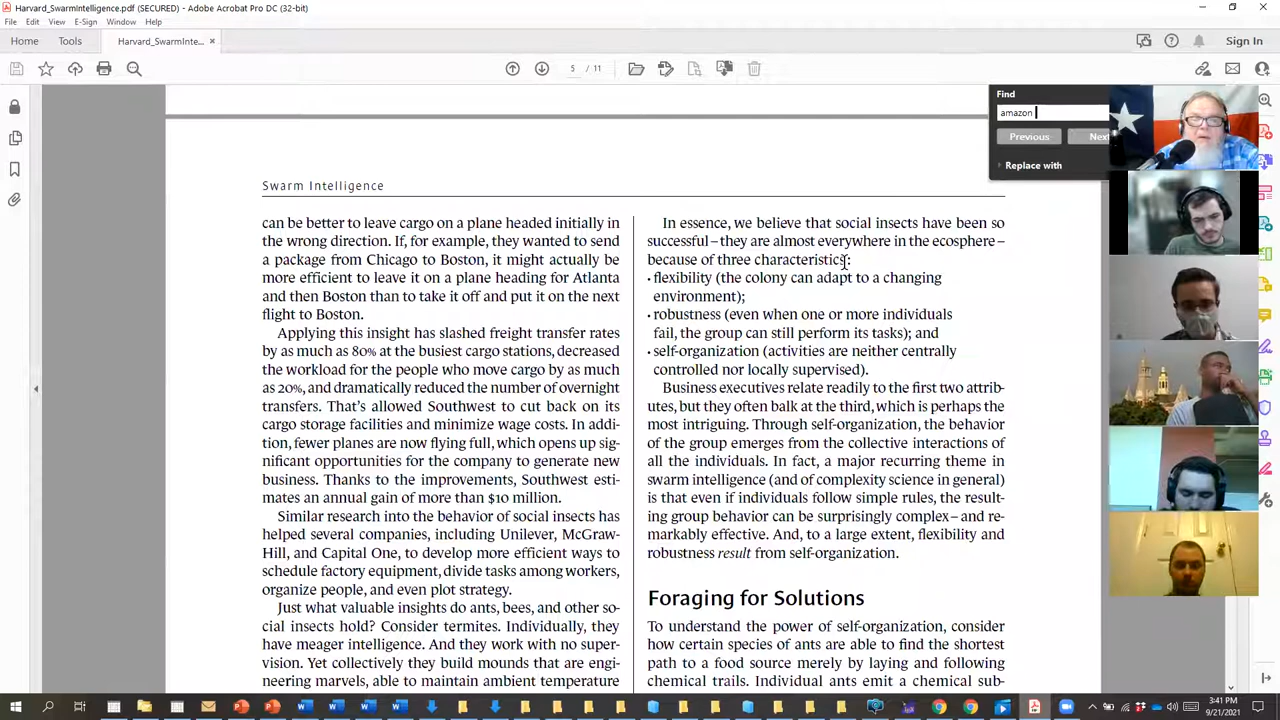 Harvard_SwarmIntelligence.pdf (SECURED) - Adobe Acrobat Pro DC (32-bit)
File Edit View E-Sign Window Help
Home Tools Harvard_SwarmInte... × Sign In
5 / 11
Find
amazon
Previous Next
Replace with
Swarm Intelligence
can be better to leave cargo on a plane headed initially in
the wrong direction. If, for example, they wanted to send
a package from Chicago to Boston, it might actually be
more efficient to leave it on a plane heading for Atlanta
and then Boston than to take it off and put it on the next
flight to Boston.
Applying this insight has slashed freight transfer rates
by as much as 80% at the busiest cargo stations, decreased
the workload for the people who move cargo by as much
as 20%, and dramatically reduced the number of overnight
transfers. That's allowed Southwest to cut back on its
cargo storage facilities and minimize wage costs. In addi-
tion, fewer planes are now flying full, which opens up sig-
nificant opportunities for the company to generate new
business. Thanks to the improvements, Southwest esti-
mates an annual gain of more than $10 million.
Similar research into the behavior of social insects has
helped several companies, including Unilever, McGraw-
Hill, and Capital One, to develop more efficient ways to
schedule factory equipment, divide tasks among workers,
organize people, and even plot strategy.
Just what valuable insights do ants, bees, and other so-
cial insects hold? Consider termites. Individually, they
have meager intelligence. And they work with no super-
vision. Yet collectively they build mounds that are engi-
neering marvels, able to maintain ambient temperature
In essence, we believe that social insects have been so
successful – they are almost everywhere in the ecosphere –
because of three characteristics:
· flexibility (the colony can adapt to a changing
environment);
· robustness (even when one or more individuals
fail, the group can still perform its tasks); and
· self-organization (activities are neither centrally
controlled nor locally supervised).
Business executives relate readily to the first two attrib-
utes, but they often balk at the third, which is perhaps the
most intriguing. Through self-organization, the behavior
of the group emerges from the collective interactions of
all the individuals. In fact, a major recurring theme in
swarm intelligence (and of complexity science in general)
is that even if individuals follow simple rules, the result-
ing group behavior can be surprisingly complex – and re-
markably effective. And, to a large extent, flexibility and
robustness result from self-organization.
Foraging for Solutions
To understand the power of self-organization, consider
how certain species of ants are able to find the shortest
path to a food source merely by laying and following
chemical trails. Individual ants emit a chemical sub-
3:41 PM
9/21/2021